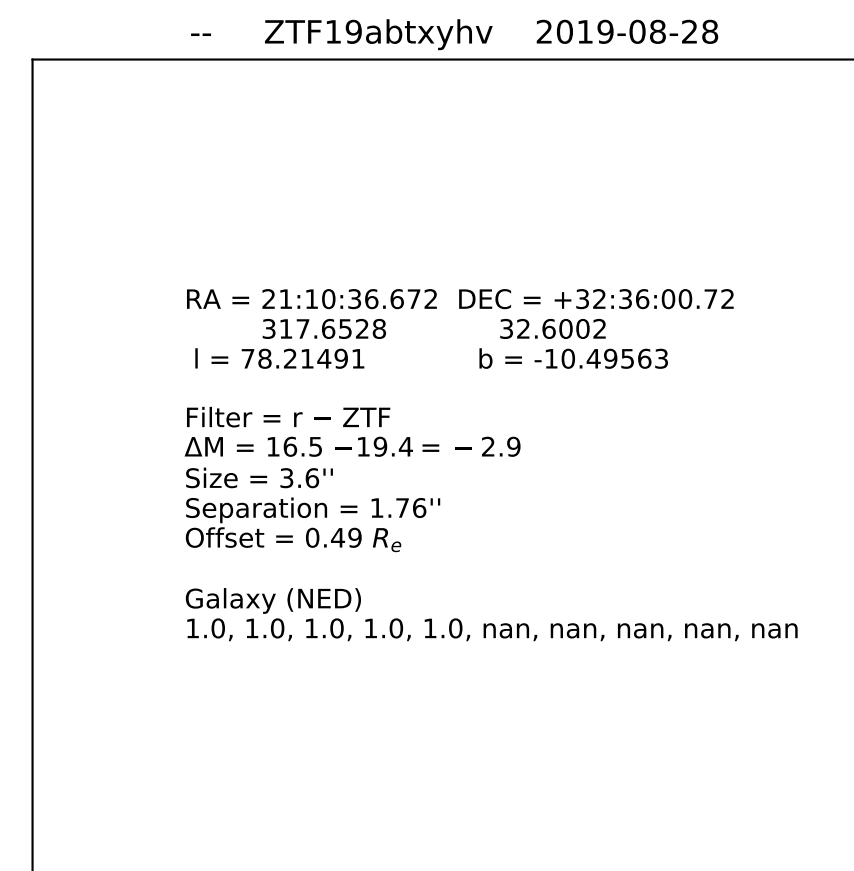 -- ZTF19abtxyhv 2019-08-28
RA = 21:10:36.672 DEC = +32:36:00.72
317.6528 32.6002
l = 78.21491 b = -10.49563
Filter = r − ZTF
ΔM = 16.5 −19.4 = − 2.9
Size = 3.6''
Separation = 1.76''
Offset = 0.49 Re
Galaxy (NED)
1.0, 1.0, 1.0, 1.0, 1.0, nan, nan, nan, nan, nan